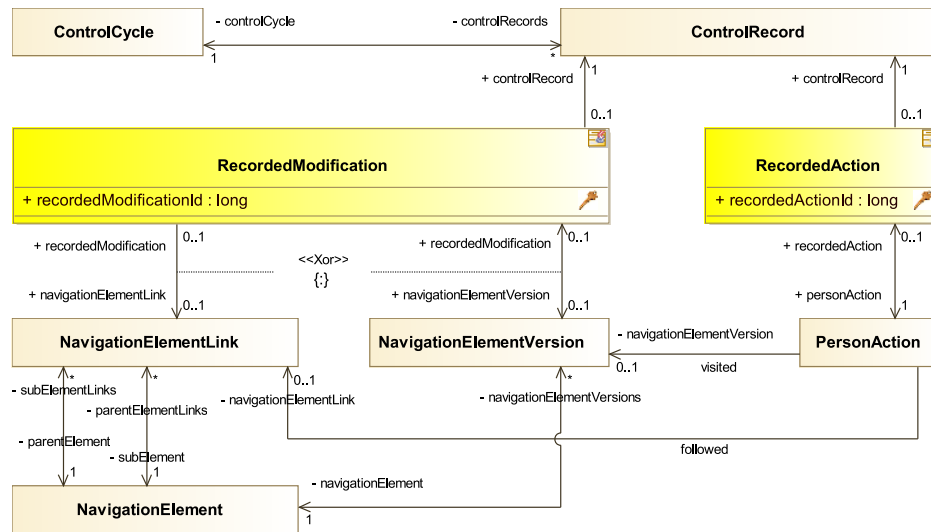 - controlCycle
- controlRecords
ControlCycle
ControlRecord
1
*
+ controlRecord
1
+ controlRecord
1
0..1
0..1
RecordedModification
RecordedAction
+ recordedModificationId : long
+ recordedActionId : long
+ recordedModification
0..1
+ recordedModification
0..1
+ recordedAction
0..1
<<Xor>>
{:}
+ navigationElementLink
0..1
+ navigationElementVersion
0..1
+ personAction
1
NavigationElementLink
NavigationElementVersion
PersonAction
- navigationElementVersion
0..1
visited
*
- subElementLinks
*
- parentElementLinks
0..1
- navigationElementLink
*
- navigationElementVersions
- parentElement
- subElement
followed
1
1
- navigationElement
1
NavigationElement